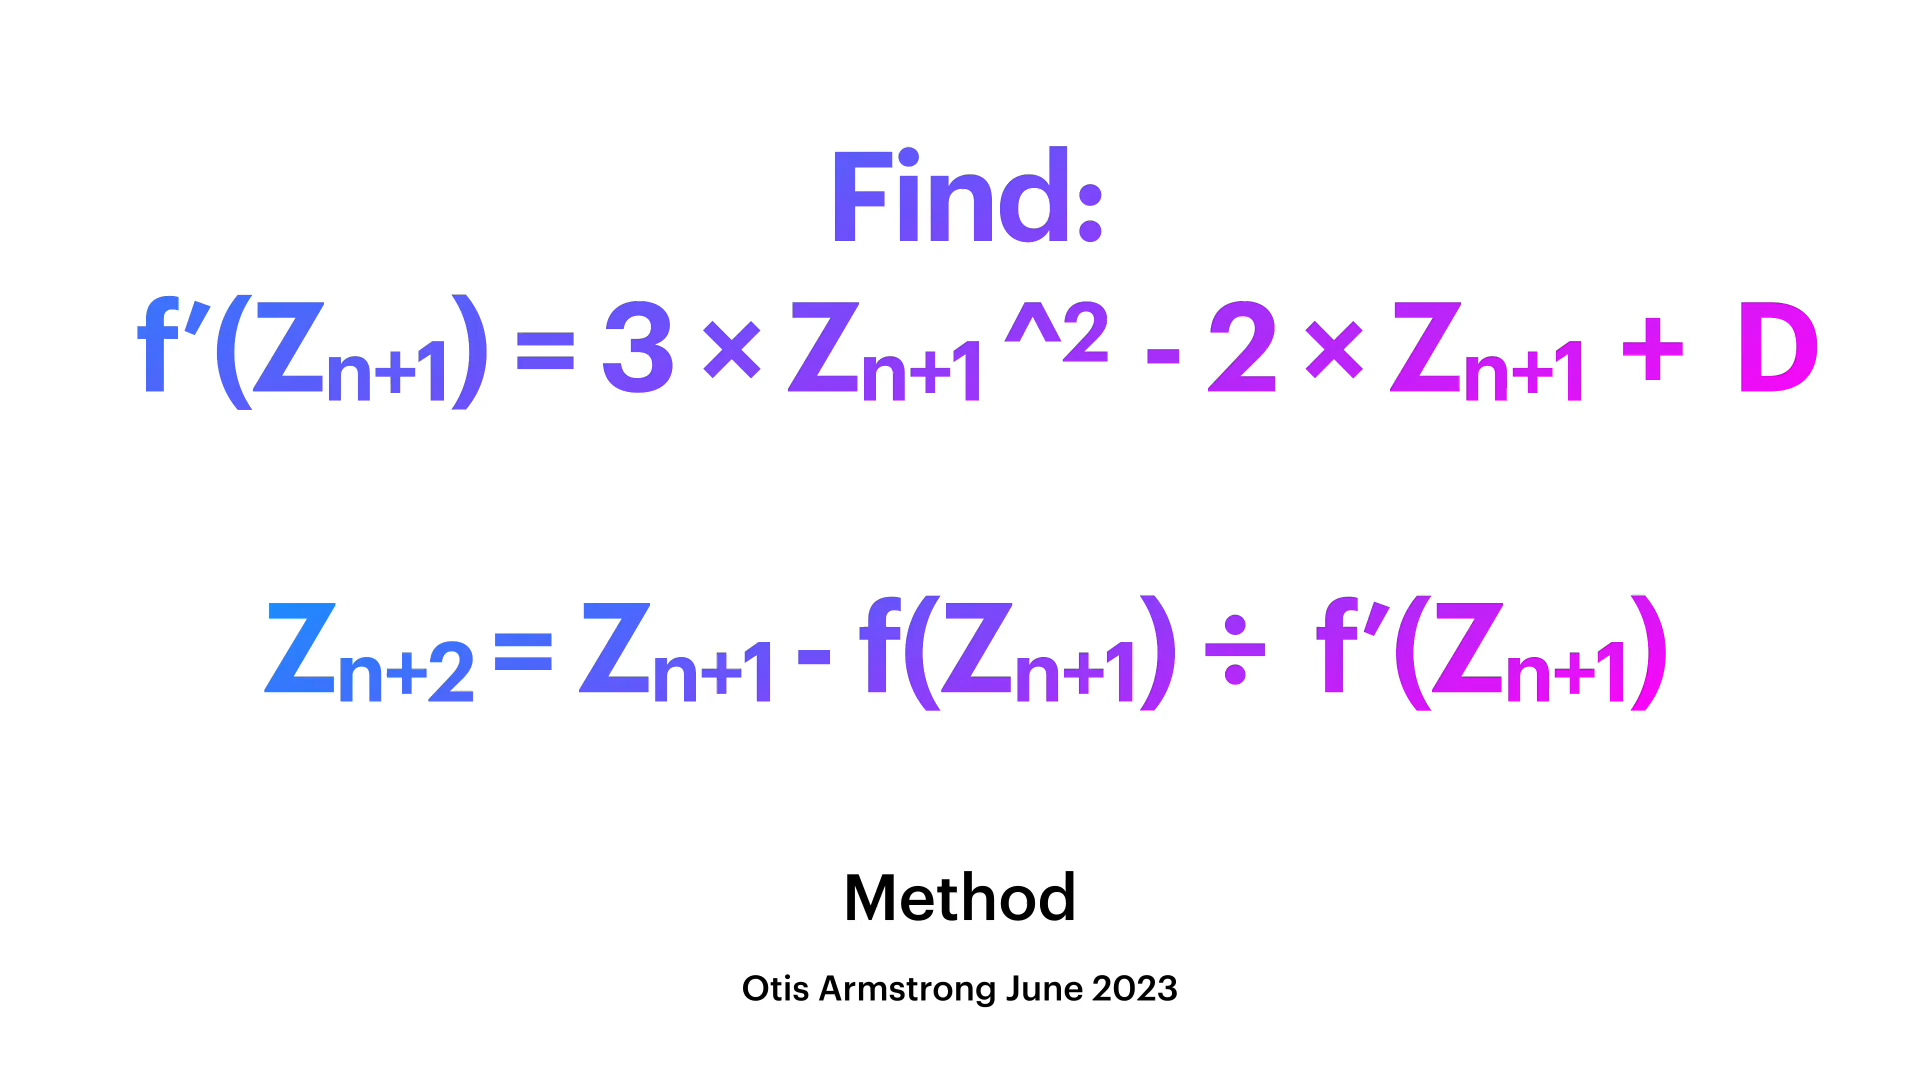 Find:
f′(Zₙ₊₁) = 3 × Zₙ₊₁ ^² - 2 × Zₙ₊₁ + D
Zₙ₊₂ = Zₙ₊₁ - f(Zₙ₊₁) ÷ f′(Zₙ₊₁)
Method
Otis Armstrong June 2023